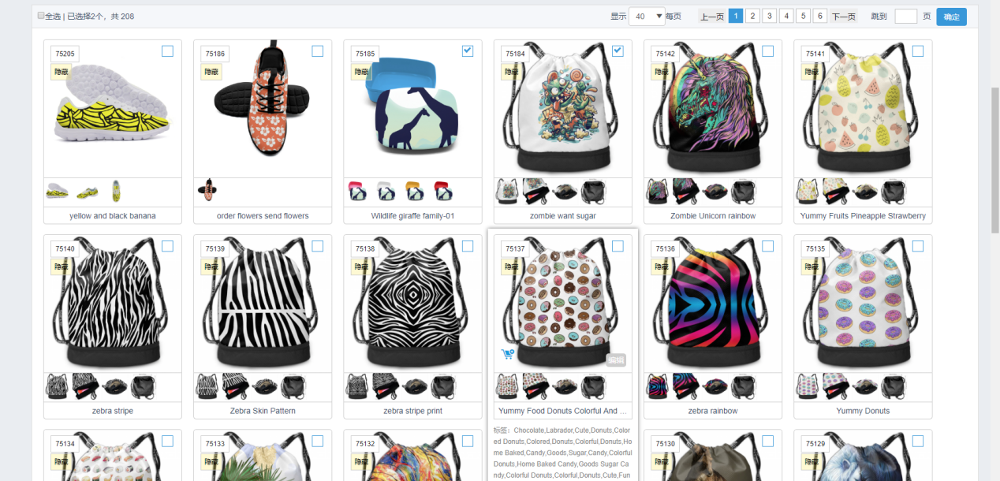 全选 | 已选择2个，共 208
显示 40 每页 上一页 1 2 3 4 5 6 下一页 跳到 页 确定
75205 75186 75185 75184 75142 75141
隐藏 隐藏 隐藏 隐藏 隐藏 隐藏
yellow and black banana order flowers send flowers Wildlife giraffe family-01 zombie want sugar Zombie Unicorn rainbow Yummy Fruits Pineapple Strawberry
75140 75139 75138 75137 75136 75135
隐藏 隐藏 隐藏 隐藏 隐藏 隐藏
编辑
zebra stripe Zebra Skin Pattern zebra stripe print Yummy Food Donuts Colorful And ... zebra rainbow Yummy Donuts
标签：Chocolate,Labrador,Cute,Donuts,Color
ed Donuts,Colored,Donuts,Colorful,Donuts,Ho
me Baked,Candy,Goods,Sugar,Candy,Colorful
Donuts,Home Baked Candy,Goods Sugar Ca
ndy,Colorful Donuts,Colorful,Donuts,Cute,Fun
75134 75133 75132 75130 75129
隐藏 隐藏 隐藏 隐藏 隐藏